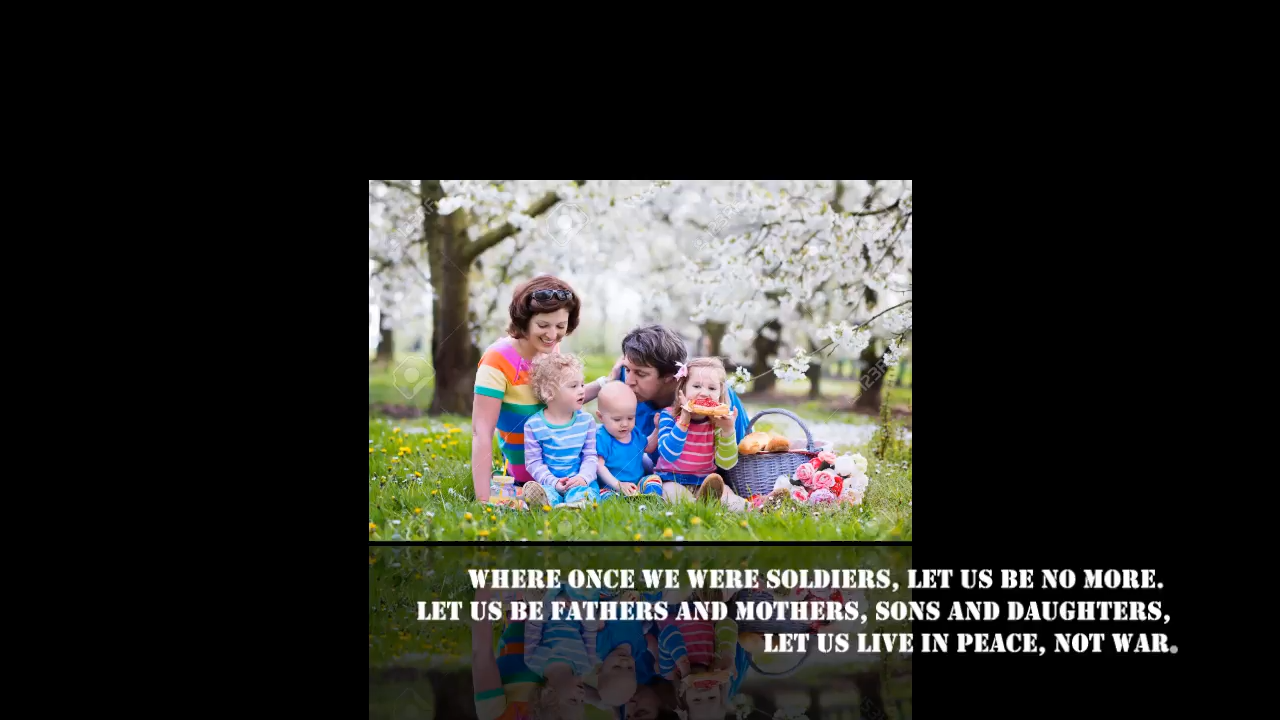 WHERE ONCE WE WERE SOLDIERS, LET US BE NO MORE.
LET US BE FATHERS AND MOTHERS, SONS AND DAUGHTERS,
LET US LIVE IN PEACE, NOT WAR.